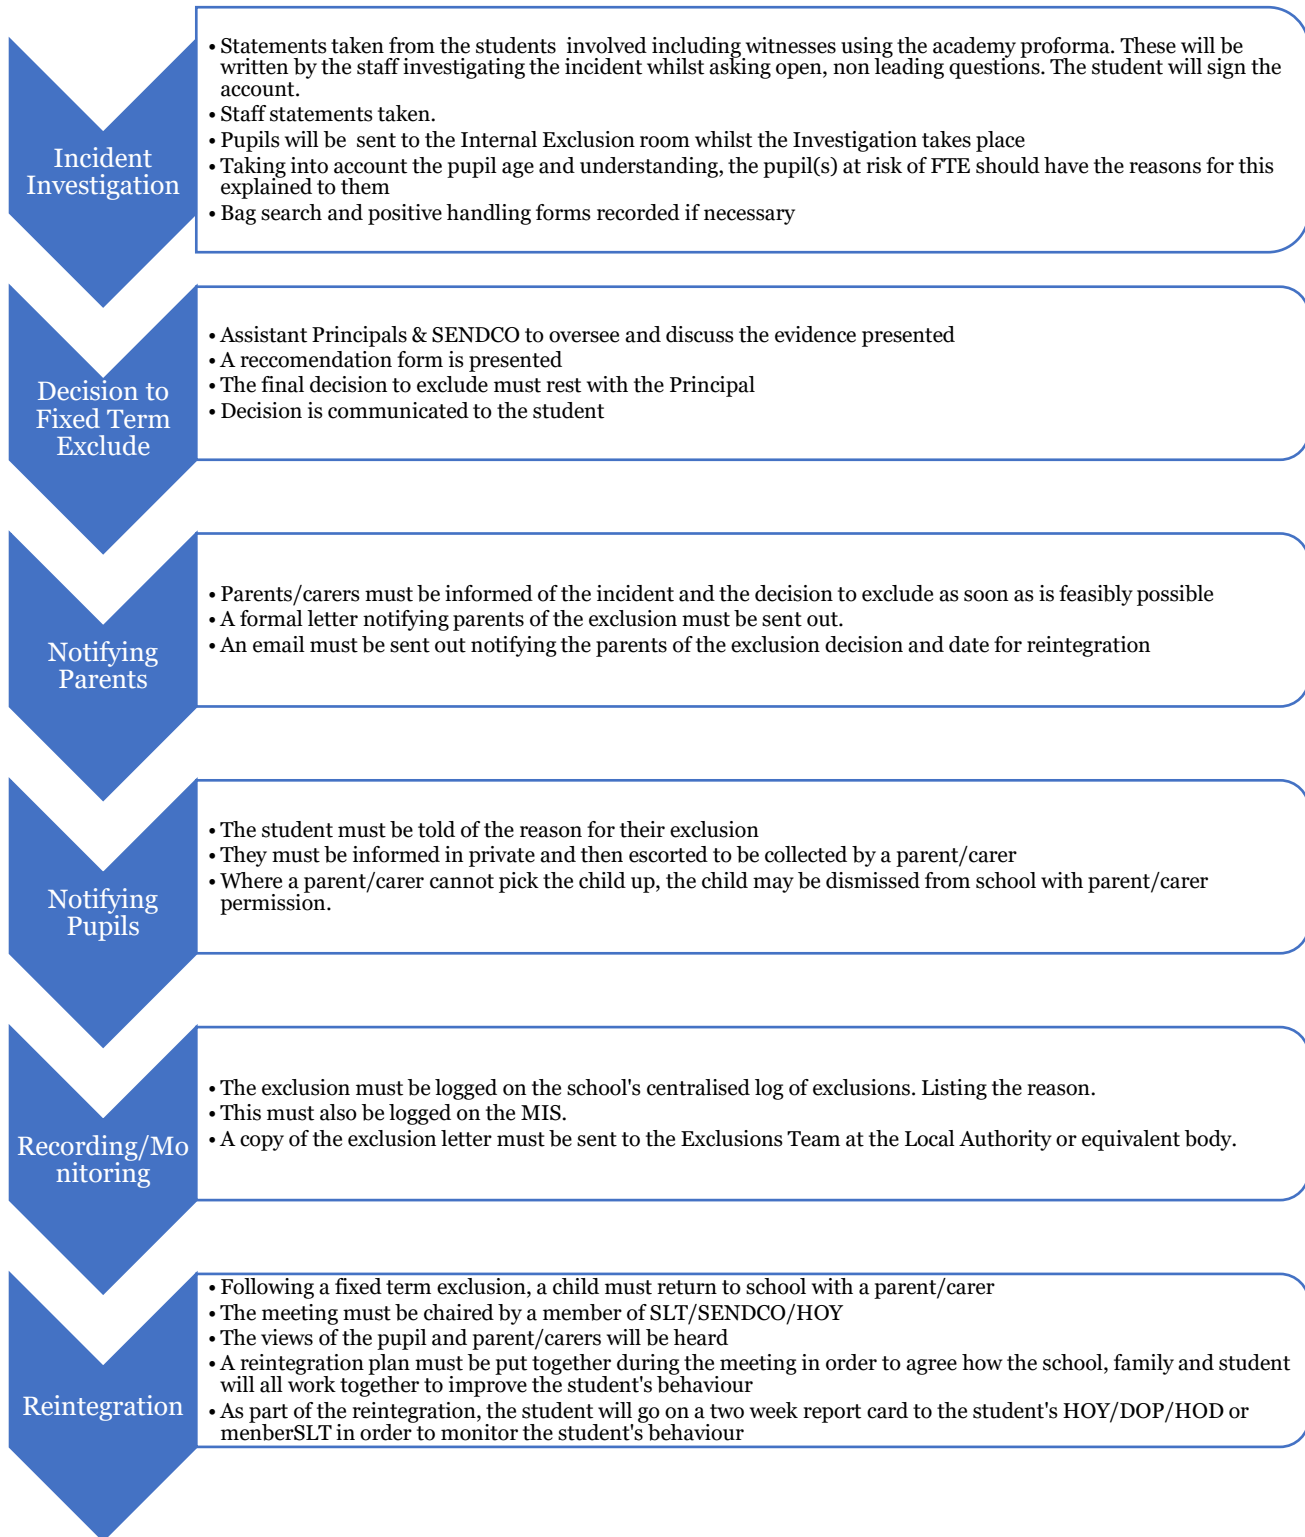 Incident
Investigation
• Statements taken from the students  involved including witnesses using the academy proforma. These will be
written by the staff investigating the incident whilst asking open, non leading questions. The student will sign the
account.
• Staff statements taken.
• Pupils will be  sent to the Internal Exclusion room whilst the Investigation takes place
• Taking into account the pupil age and understanding, the pupil(s) at risk of FTE should have the reasons for this
explained to them
• Bag search and positive handling forms recorded if necessary
Decision to
Fixed Term
Exclude
• Assistant Principals & SENDCO to oversee and discuss the evidence presented
• A reccomendation form is presented
• The final decision to exclude must rest with the Principal
• Decision is communicated to the student
Notifying
Parents
• Parents/carers must be informed of the incident and the decision to exclude as soon as is feasibly possible
• A formal letter notifying parents of the exclusion must be sent out.
• An email must be sent out notifying the parents of the exclusion decision and date for reintegration
Notifying
Pupils
• The student must be told of the reason for their exclusion
• They must be informed in private and then escorted to be collected by a parent/carer
• Where a parent/carer cannot pick the child up, the child may be dismissed from school with parent/carer
permission.
Recording/Mo
nitoring
• The exclusion must be logged on the school's centralised log of exclusions. Listing the reason.
• This must also be logged on the MIS.
• A copy of the exclusion letter must be sent to the Exclusions Team at the Local Authority or equivalent body.
Reintegration
• Following a fixed term exclusion, a child must return to school with a parent/carer
• The meeting must be chaired by a member of SLT/SENDCO/HOY
• The views of the pupil and parent/carers will be heard
• A reintegration plan must be put together during the meeting in order to agree how the school, family and student
will all work together to improve the student's behaviour
• As part of the reintegration, the student will go on a two week report card to the student's HOY/DOP/HOD or
menberSLT in order to monitor the student's behaviour